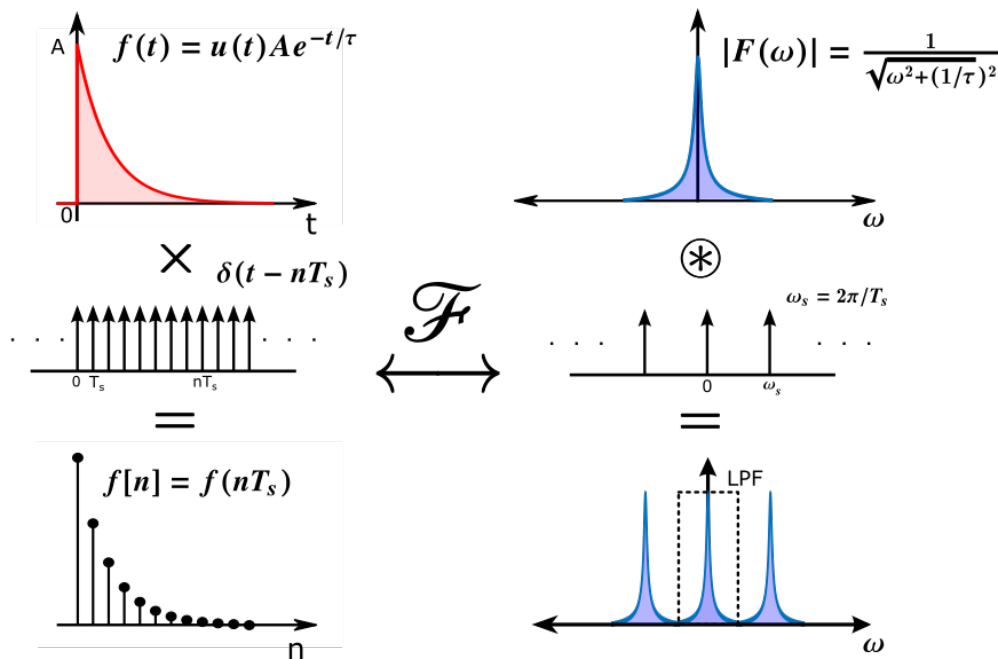 A
f(t) = u(t)Ae^{-t/τ}
0
t
|F(ω)| = 1/√(ω²+(1/τ)²)
ω
×
δ(t − nT_s)
. . .
. . .
0 T_s nT_s
ℱ
⊛
ω_s = 2π/T_s
. . .
. . .
0 ω_s
=
=
f[n] = f(nT_s)
n
LPF
ω